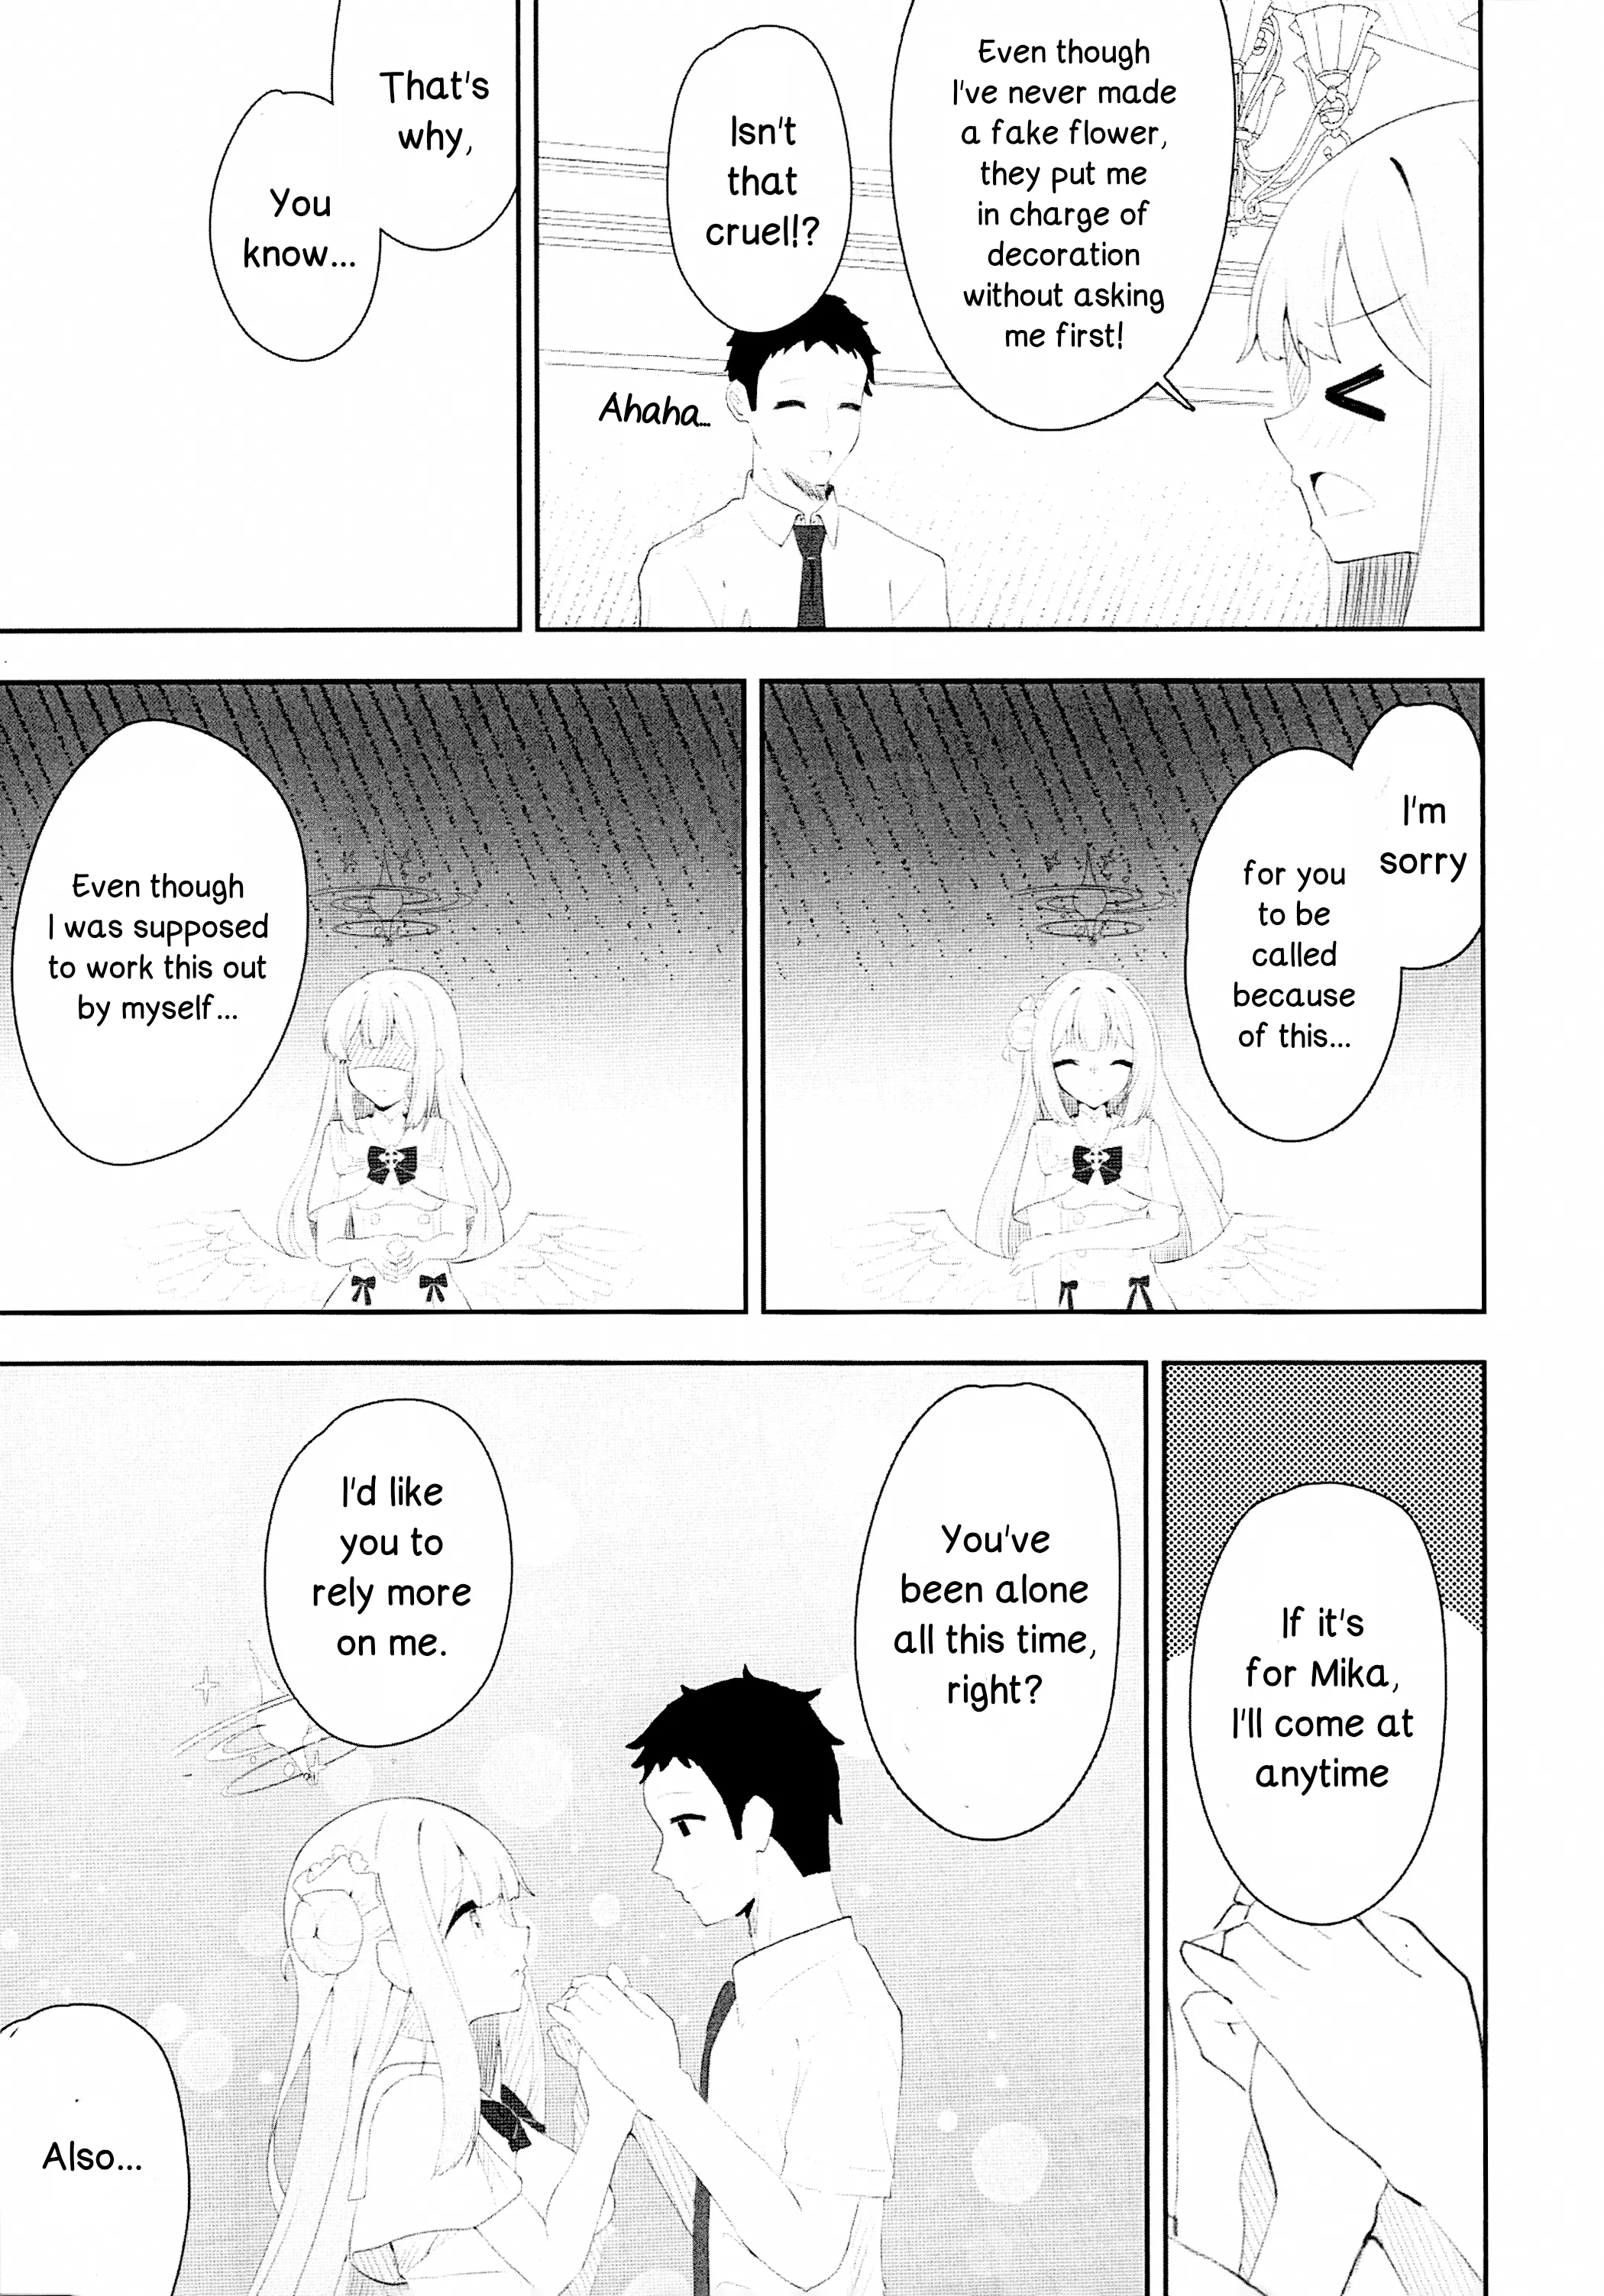 Even though
I've never made
a fake flower,
they put me
in charge of
decoration
without asking
me first!
Isn't
that
cruel!?
Ahaha...
That's
why,
You
know...
I'm
sorry
for you
to be
called
because
of this...
Even though
I was supposed
to work this out
by myself...
If it's
for Mika,
I'll come at
anytime
You've
been alone
all this time,
right?
I'd like
you to
rely more
on me.
Also...